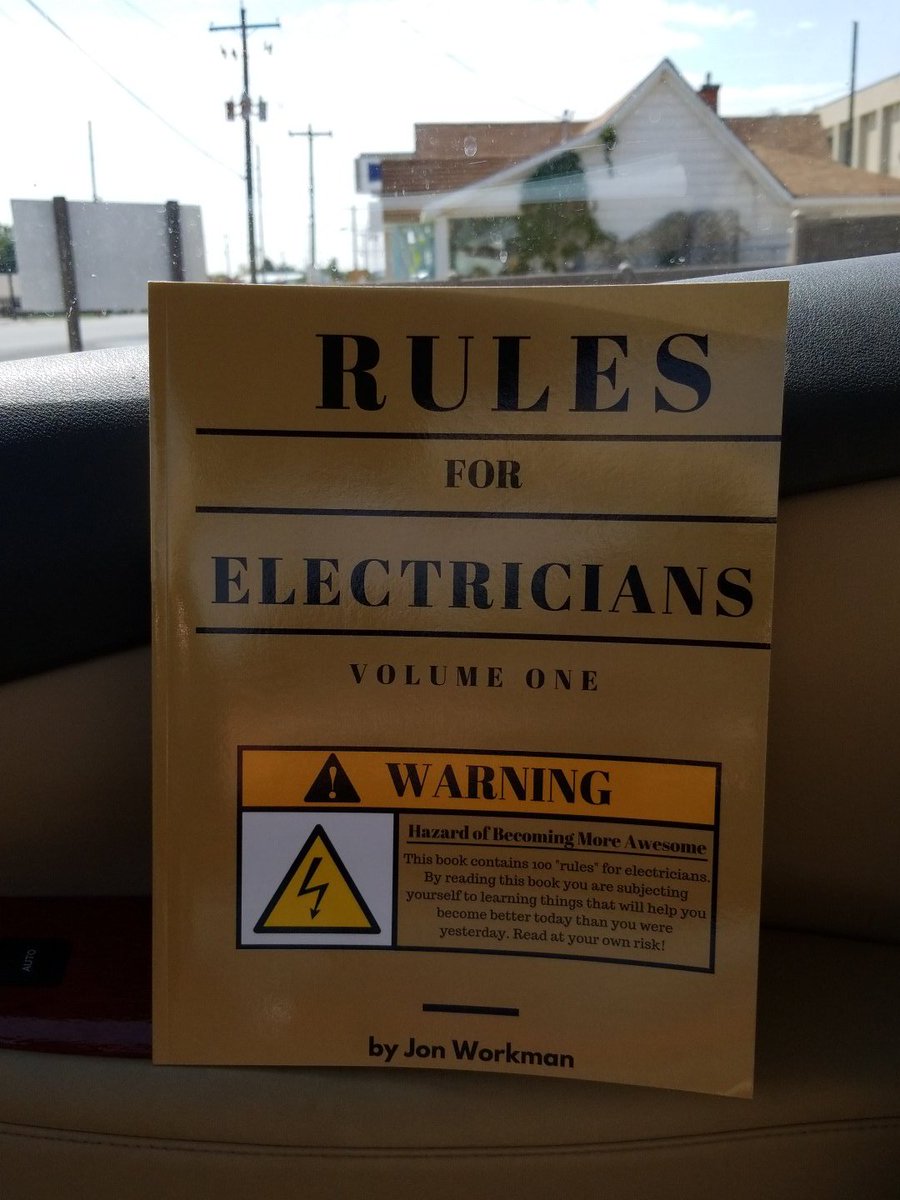 RULES
FOR
ELECTRICIANS
VOLUME ONE
WARNING
Hazard of Becoming More Awesome
This book contains 100 "rules" for electricians.
By reading this book you are subjecting
yourself to learning things that will help you
become better today than you were
yesterday. Read at your own risk!
by Jon Workman
AUTO